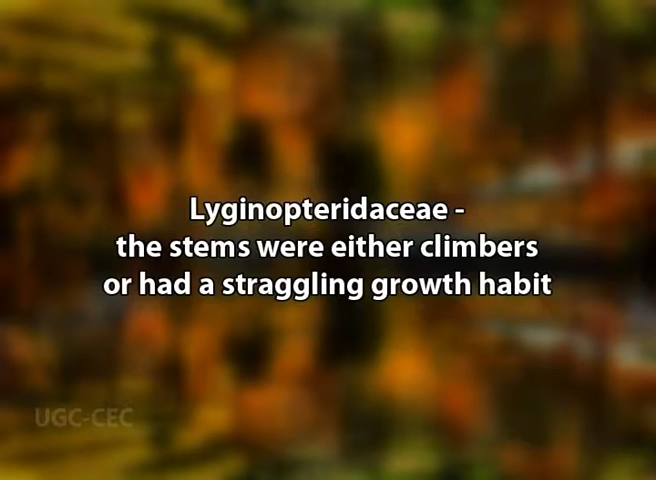 Lyginopteridaceae -
the stems were either climbers
or had a straggling growth habit
UGC-CEC